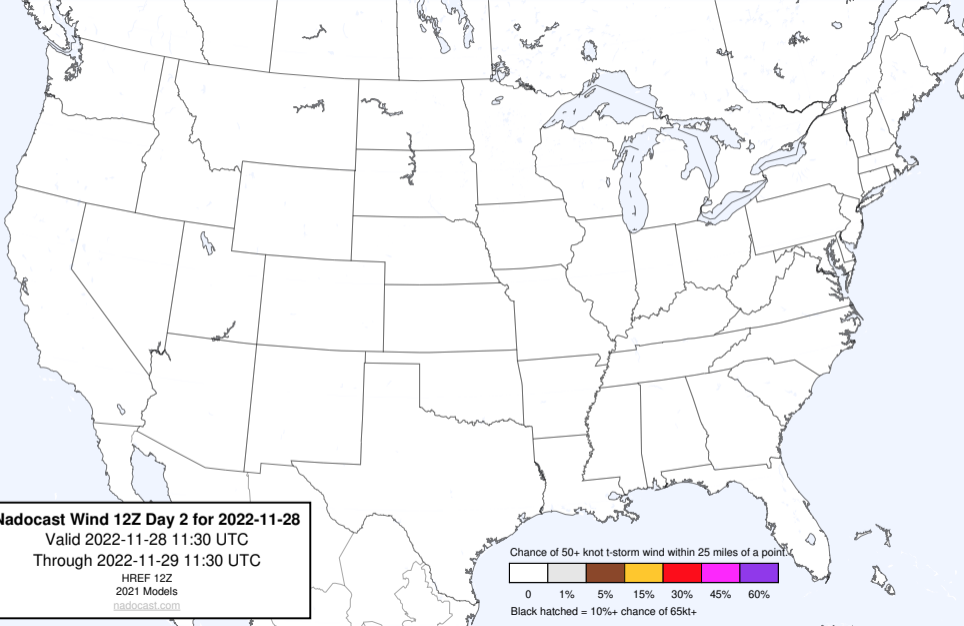 Nadocast Wind 12Z Day 2 for 2022-11-28
Valid 2022-11-28 11:30 UTC
Through 2022-11-29 11:30 UTC
HREF 12Z
2021 Models
nadocast.com
Chance of 50+ knot t-storm wind within 25 miles of a point.
0 1% 5% 15% 30% 45% 60%
Black hatched = 10%+ chance of 65kt+